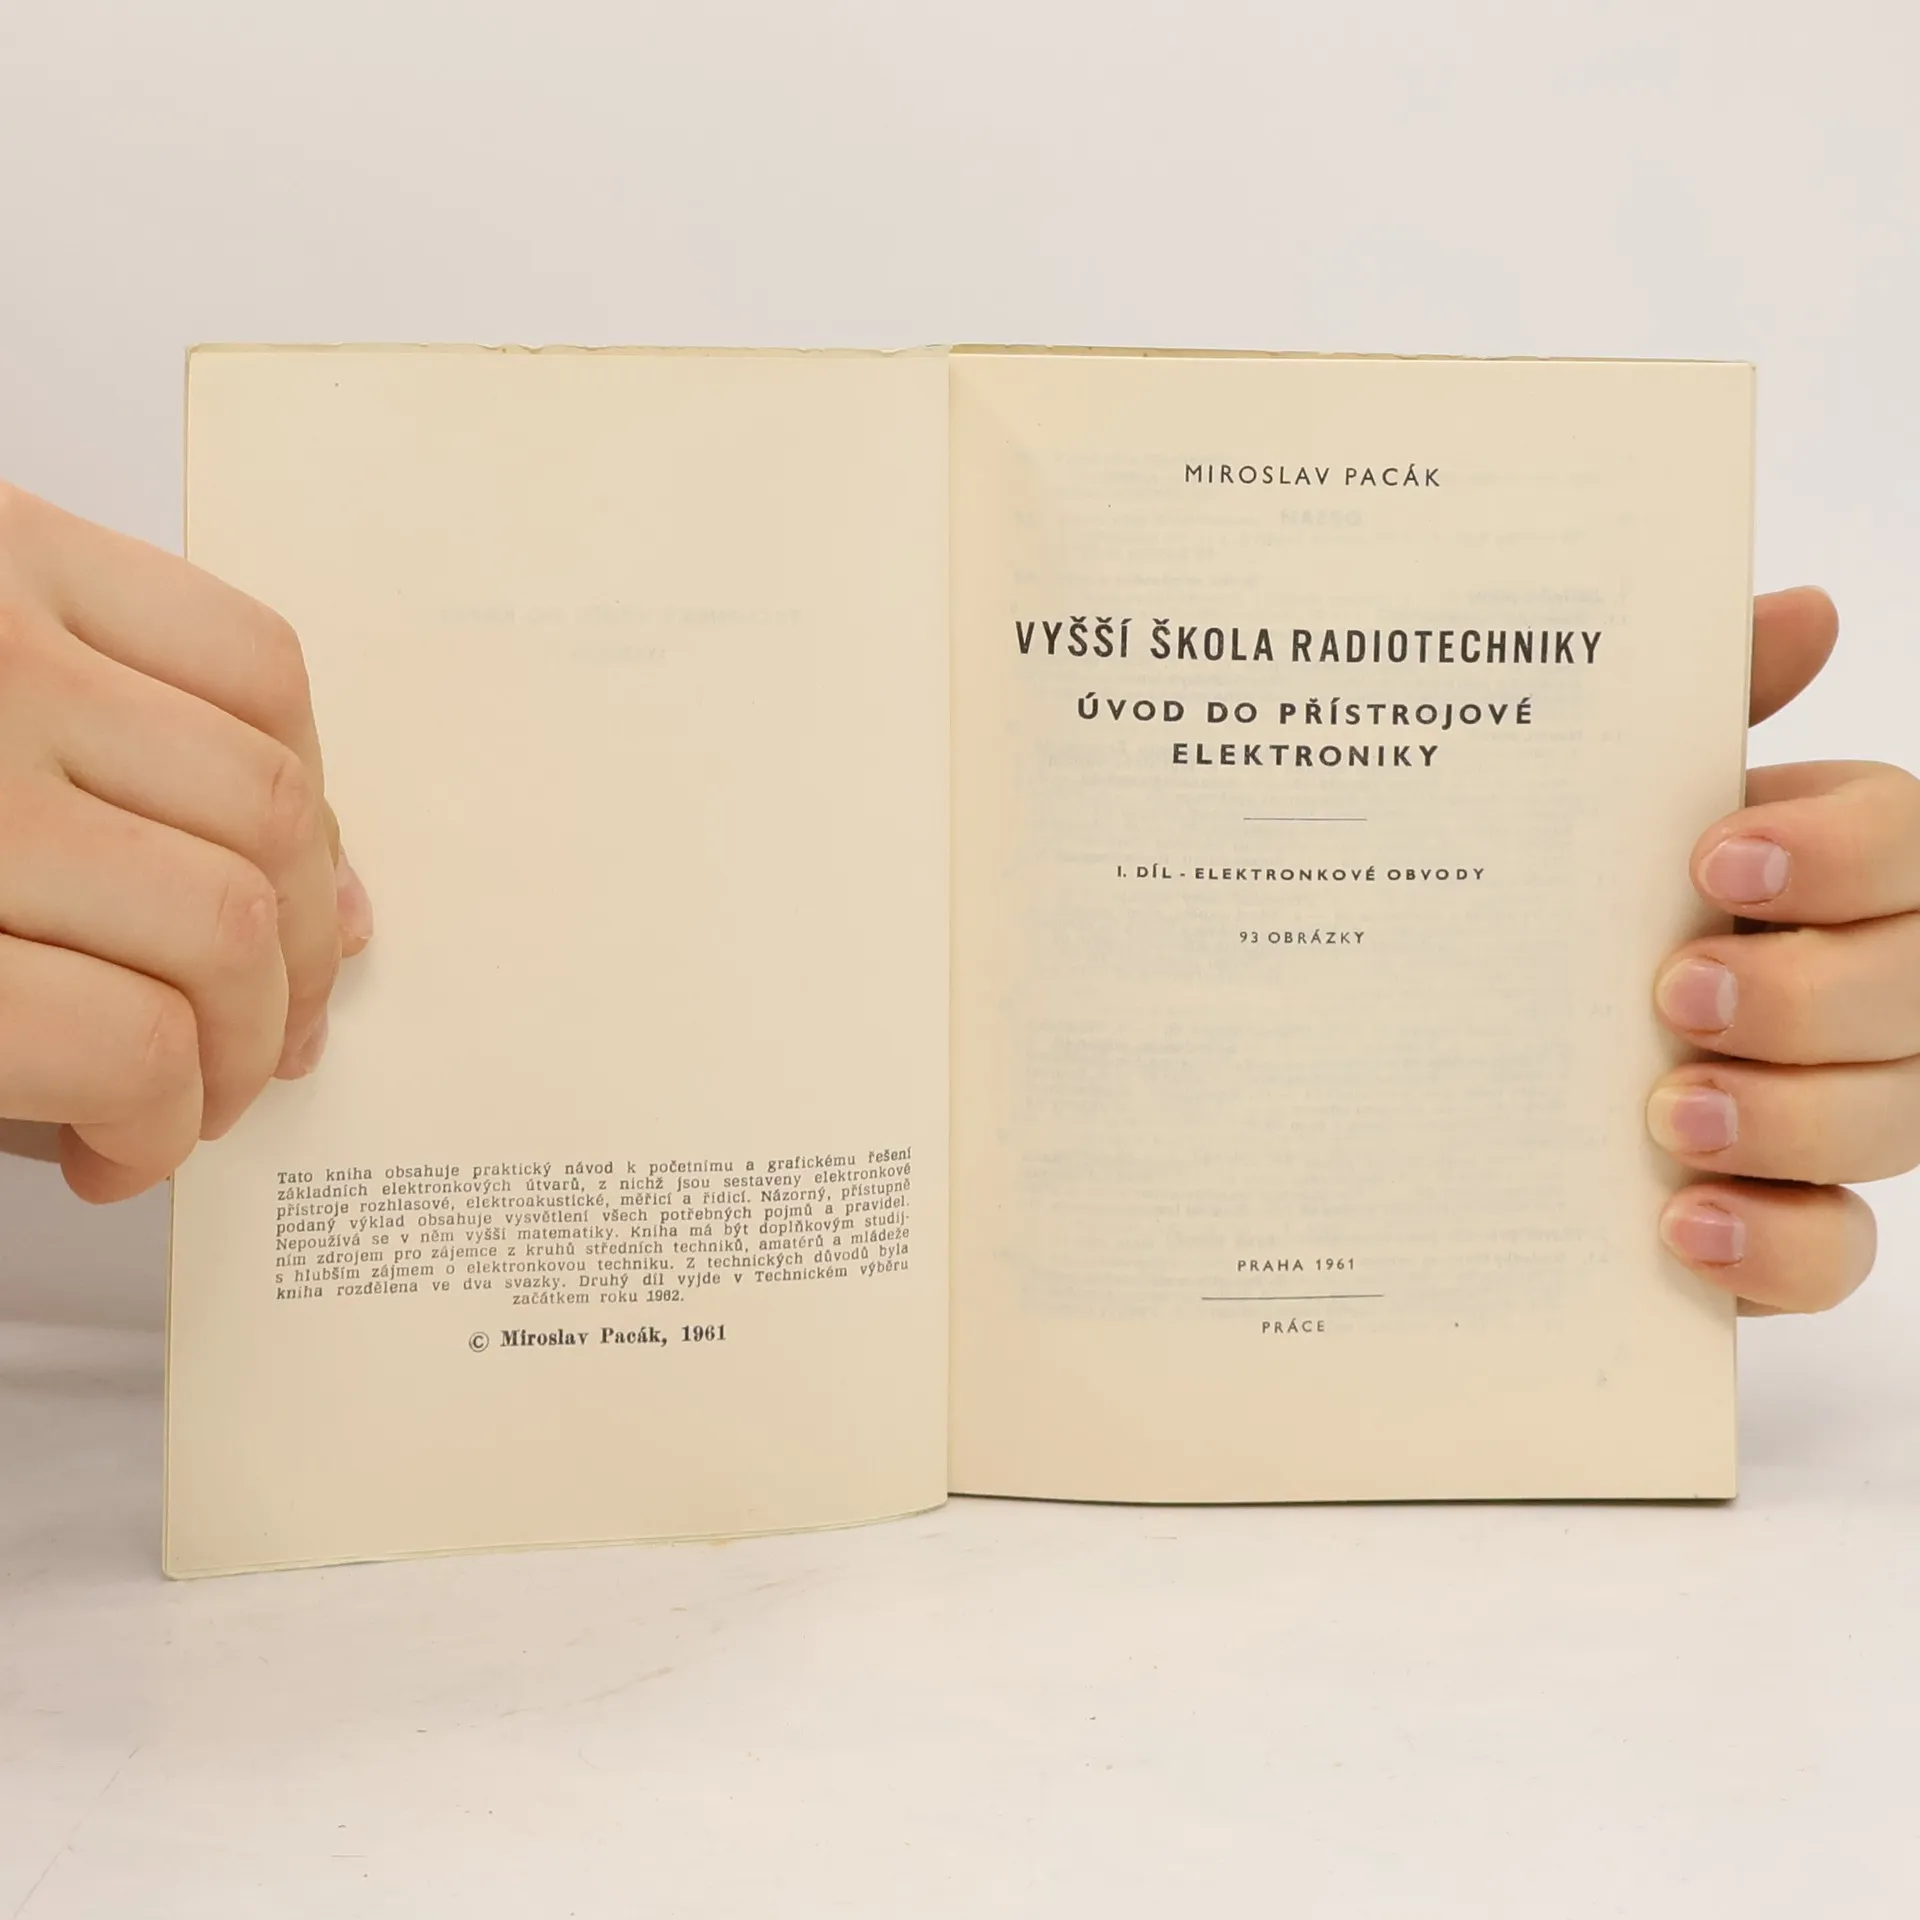 Tato kniha obsahuje praktický návod k početnímu a grafickému řešení
základních elektronkových útvarů, z nichž jsou sestaveny elektronkové
přístroje rozhlasové, elektroakustické, měřicí a řídicí. Názorný, přístupně
podaný výklad obsahuje vysvětlení všech potřebných pojmů a pravidel.
Nepoužívá se v něm vyšší matematiky. Kniha má být doplňkovým studij-
ním zdrojem pro zájemce z kruhů středních techniků, amatérů a mládeže
s hlubším zájmem o elektronkovou techniku. Z technických důvodů byla
kniha rozdělena ve dva svazky. Druhý díl vyjde v Technickém výběru
začátkem roku 1962.
© Miroslav Pacák, 1961
MIROSLAV PACÁK
VYŠŠÍ ŠKOLA RADIOTECHNIKY
ÚVOD DO PŘÍSTROJOVÉ
ELEKTRONIKY
I. DÍL - ELEKTRONKOVÉ OBVODY
93 OBRÁZKY
PRAHA 1961
PRÁCE